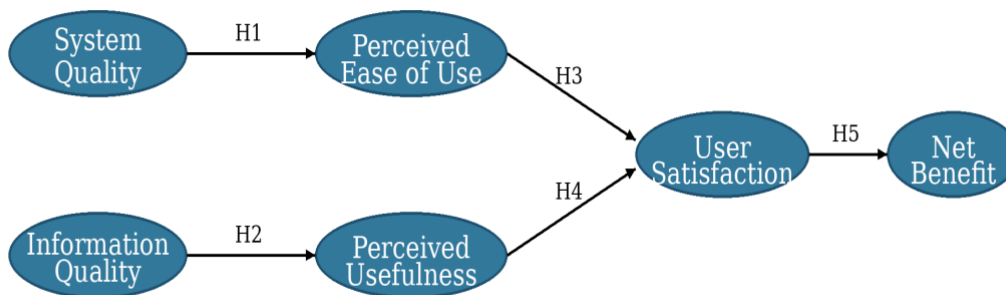 System
Quality
H1
Perceived
Ease of Use
H3
User
Satisfaction
H5
Net
Benefit
H4
Information
Quality
H2
Perceived
Usefulness